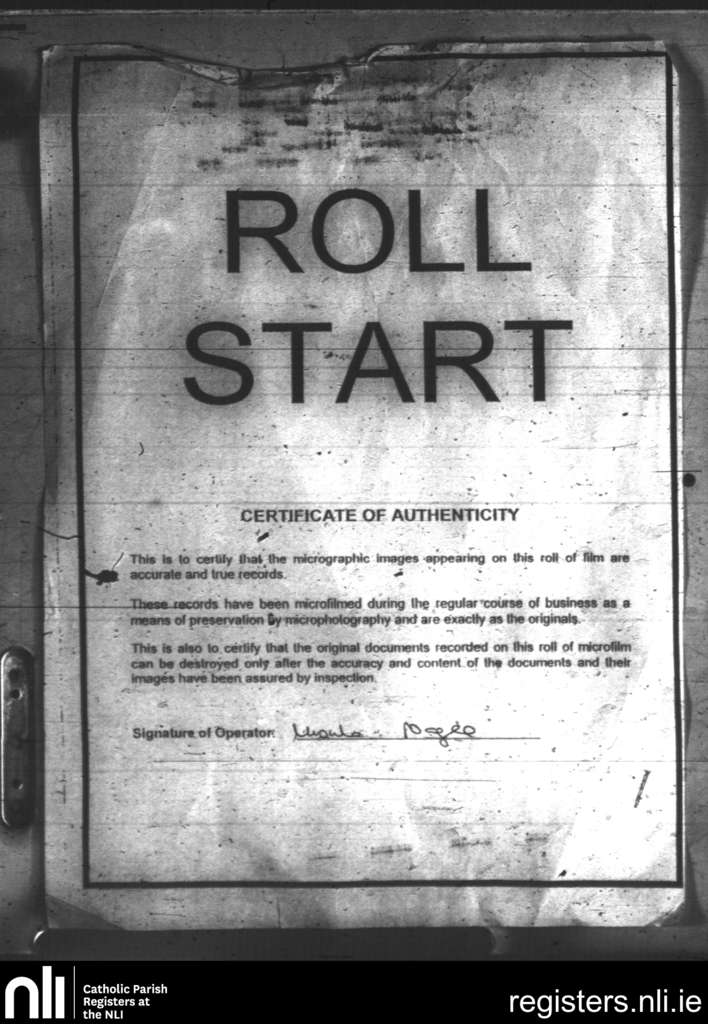 ROLL
START
CERTIFICATE OF AUTHENTICITY
This is to certify that the micrographic images appearing on this roll of film are
accurate and true records.
These records have been microfilmed during the regular course of business as a
means of preservation by microphotography and are exactly as the originals.
This is also to certify that the original documents recorded on this roll of microfilm
can be destroyed only after the accuracy and content of the documents and their
images have been assured by inspection.
Signature of Operator:
nli
Catholic Parish
Registers at
the NLI
registers.nli.ie